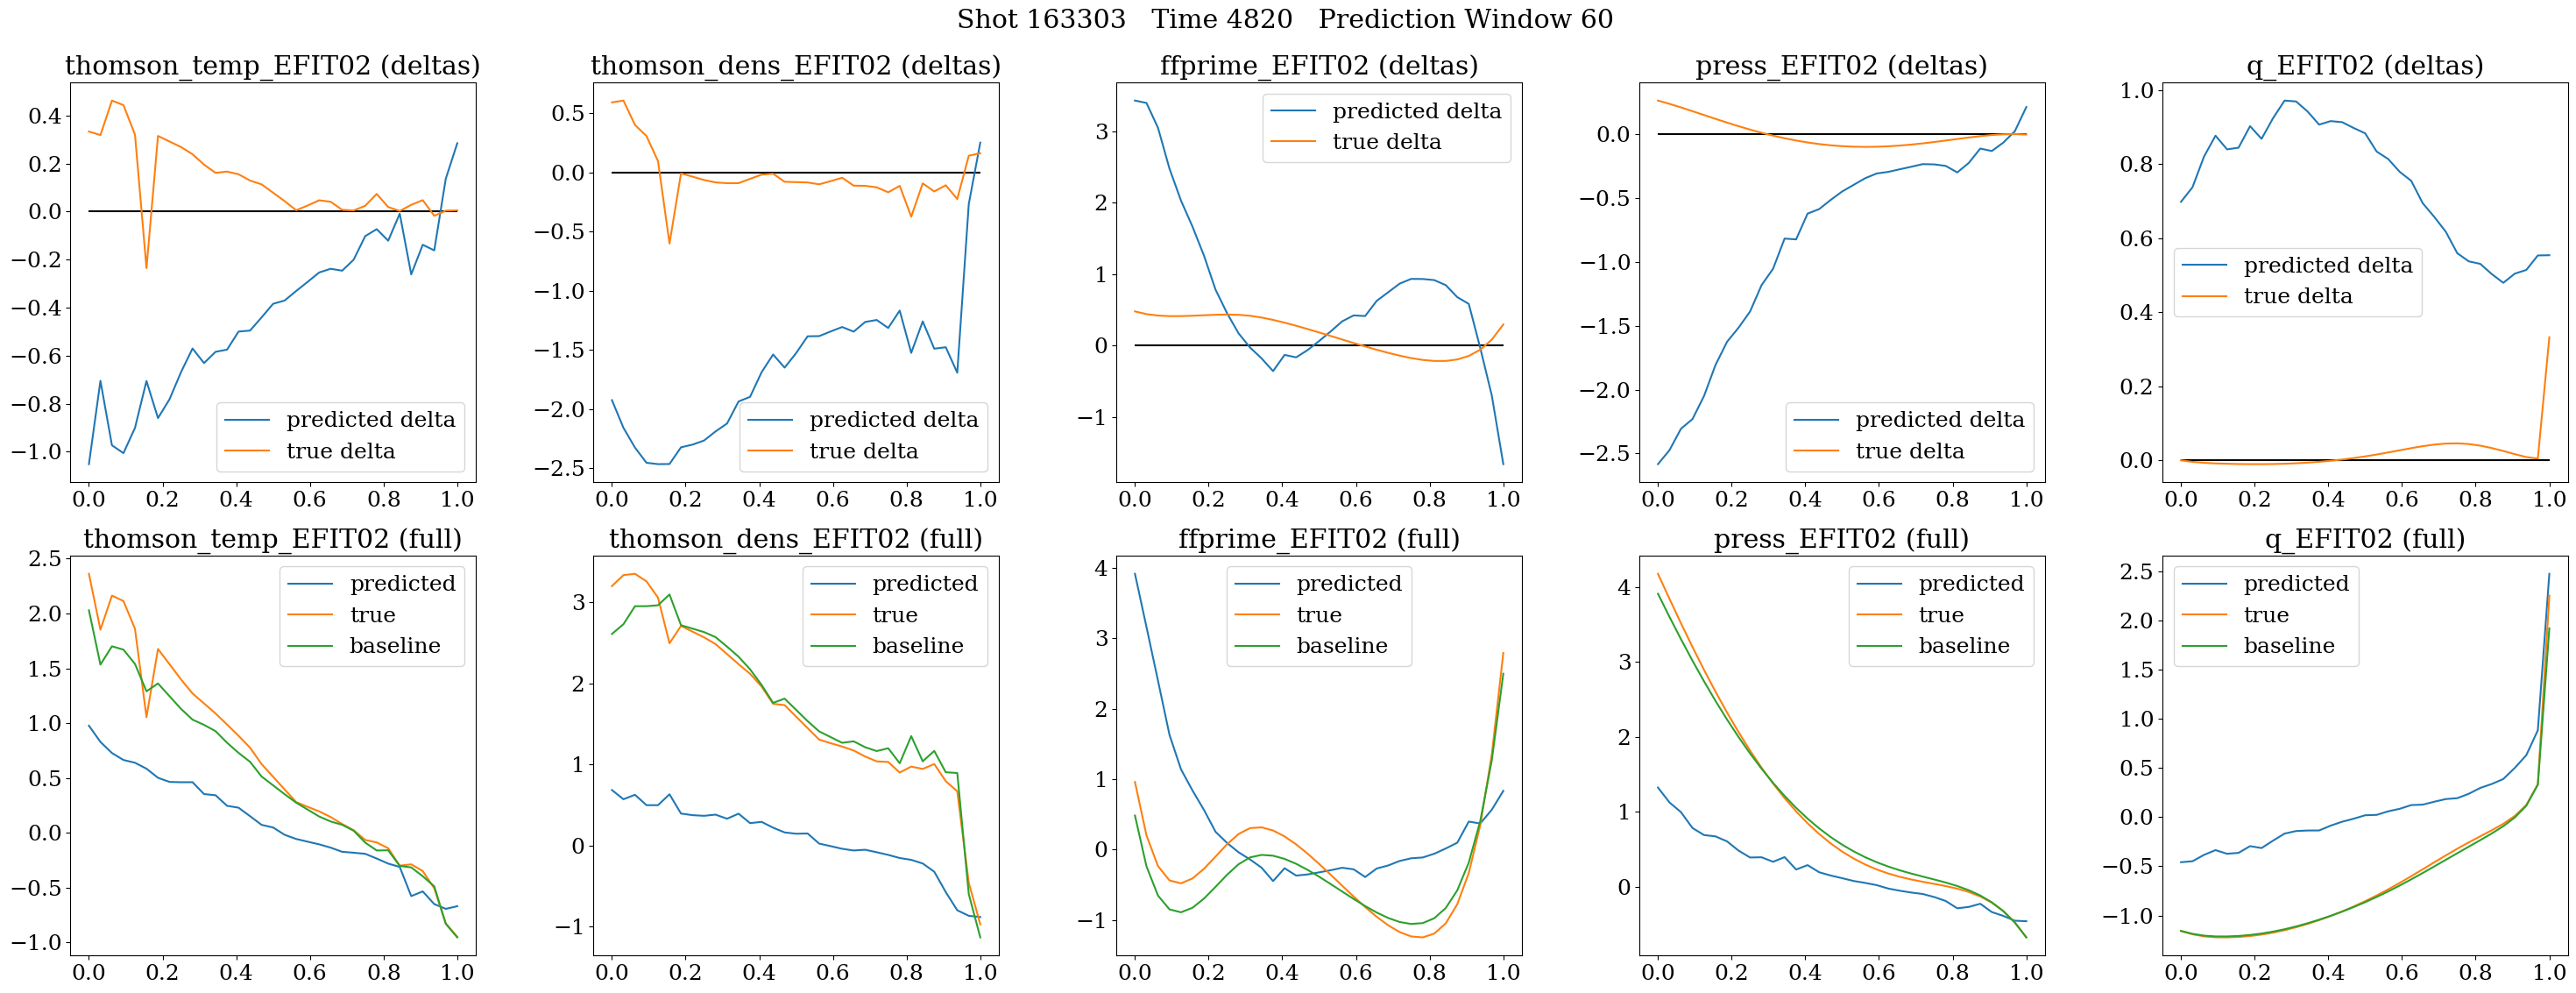 Shot 163303   Time 4820   Prediction Window 60
thomson_temp_EFIT02 (deltas)
0.4
0.2
0.0
−0.2
−0.4
−0.6
−0.8
−1.0
predicted delta
true delta
0.0 0.2 0.4 0.6 0.8 1.0
thomson_dens_EFIT02 (deltas)
0.5
0.0
−0.5
−1.0
−1.5
−2.0
−2.5
predicted delta
true delta
0.0 0.2 0.4 0.6 0.8 1.0
ffprime_EFIT02 (deltas)
predicted delta
true delta
3
2
1
0
−1
0.0 0.2 0.4 0.6 0.8 1.0
press_EFIT02 (deltas)
0.0
−0.5
−1.0
−1.5
−2.0
−2.5
predicted delta
true delta
0.0 0.2 0.4 0.6 0.8 1.0
q_EFIT02 (deltas)
1.0
0.8
0.6
0.4
0.2
0.0
predicted delta
true delta
0.0 0.2 0.4 0.6 0.8 1.0
thomson_temp_EFIT02 (full)
2.5
2.0
1.5
1.0
0.5
0.0
−0.5
−1.0
predicted
true
baseline
0.0 0.2 0.4 0.6 0.8 1.0
thomson_dens_EFIT02 (full)
3
2
1
0
−1
predicted
true
baseline
0.0 0.2 0.4 0.6 0.8 1.0
ffprime_EFIT02 (full)
4
3
2
1
0
−1
predicted
true
baseline
0.0 0.2 0.4 0.6 0.8 1.0
press_EFIT02 (full)
4
3
2
1
0
predicted
true
baseline
0.0 0.2 0.4 0.6 0.8 1.0
q_EFIT02 (full)
2.5
2.0
1.5
1.0
0.5
0.0
−0.5
−1.0
predicted
true
baseline
0.0 0.2 0.4 0.6 0.8 1.0